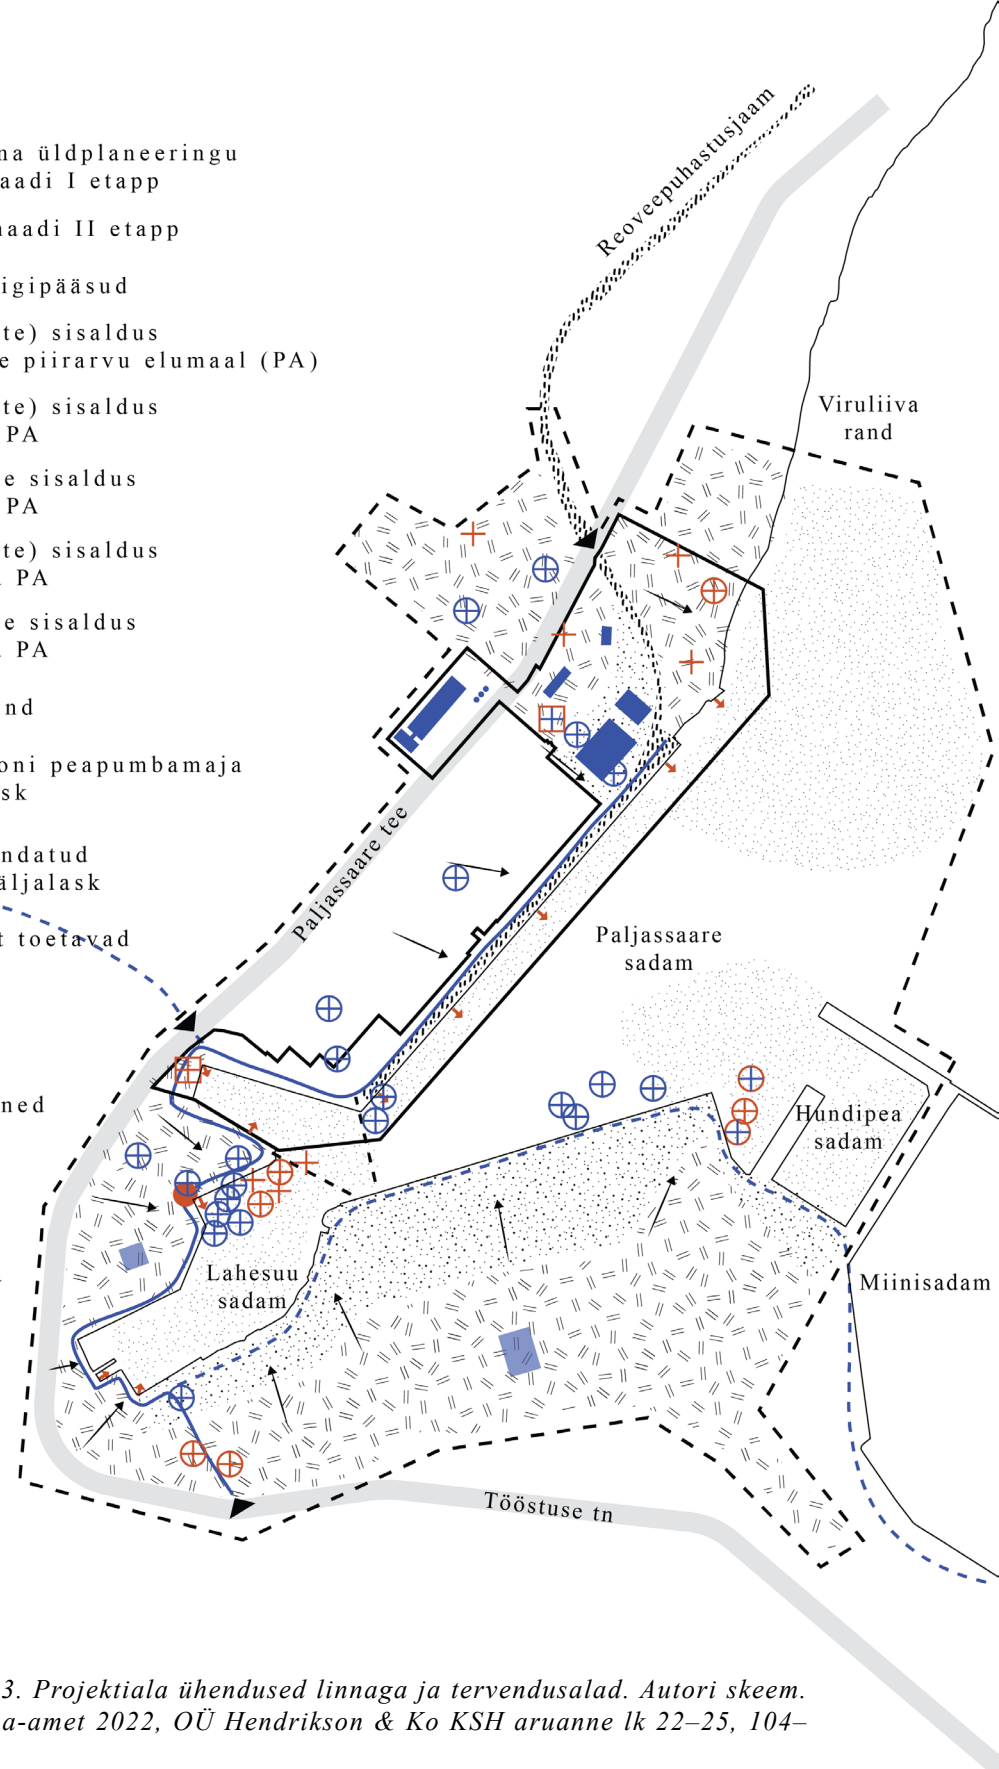 na üldplaneeringu
aadi I etapp
naadi II etapp
igipääsud
te) sisaldus
e piirarvu elumaal (PA)
te) sisaldus
PA
e sisaldus
PA
te) sisaldus
PA
e sisaldus
PA
nd
oni peapumbamaja
sk
ndatud
äljalask
t toetavad
ned
Reoveepuhastusjaam
Viruliiva
rand
Paljassaare tee
Paljassaare
sadam
Hundipea
sadam
Lahesuu
sadam
Miinisadam
Tööstuse tn
3. Projektiala ühendused linnaga ja tervendusalad. Autori skeem.
a-amet 2022, OÜ Hendrikson & Ko KSH aruanne lk 22–25, 104–